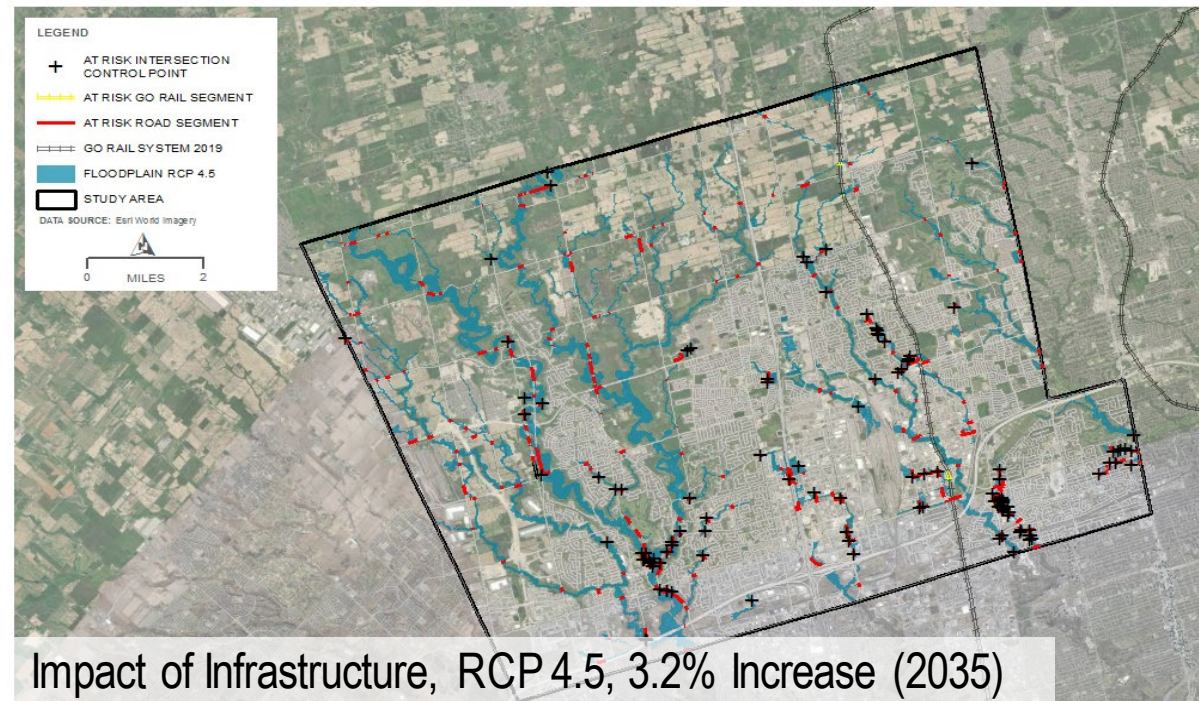 LEGEND
AT RISK INTERSECTION
CONTROL POINT
AT RISK GO RAIL SEGMENT
AT RISK ROAD SEGMENT
GO RAIL SYSTEM 2019
FLOODPLAIN RCP 4.5
STUDY AREA
DATA SOURCE: Esri World Imagery
0 MILES 2
Impact of Infrastructure, RCP 4.5, 3.2% Increase (2035)